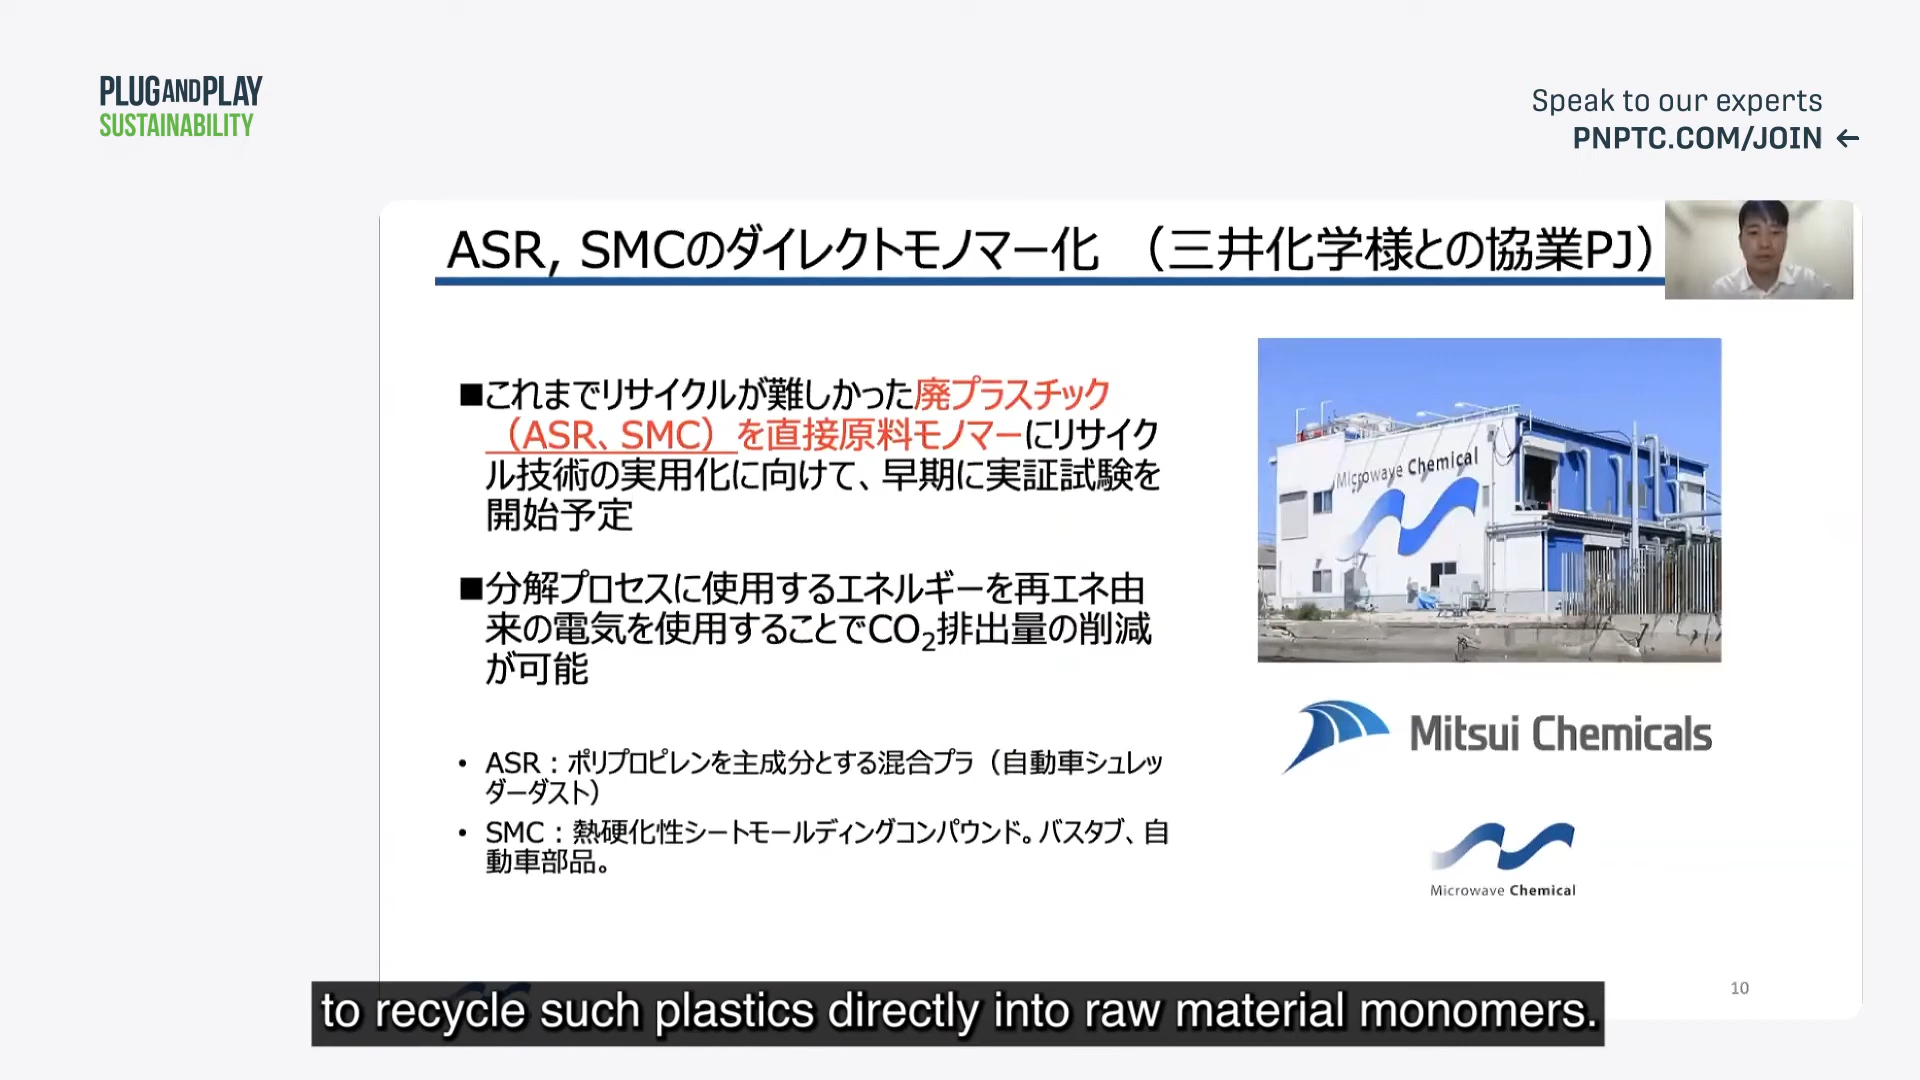 PLUGANDPLAY
SUSTAINABILITY
Speak to our experts
PNPTC.COM/JOIN ←
ASR, SMCのダイレクトモノマー化 （三井化学様との協業PJ）
■これまでリサイクルが難しかった廃プラスチック
（ASR、SMC）を直接原料モノマーにリサイク
ル技術の実用化に向けて、早期に実証試験を
開始予定
■分解プロセスに使用するエネルギーを再エネ由
来の電気を使用することでCO₂排出量の削減
が可能
• ASR：ポリプロピレンを主成分とする混合プラ（自動車シュレッ
ダーダスト）
• SMC：熱硬化性シートモールディングコンパウンド。バスタブ、自
動車部品。
Microwave Chemical
Mitsui Chemicals
Microwave Chemical
10
to recycle such plastics directly into raw material monomers.